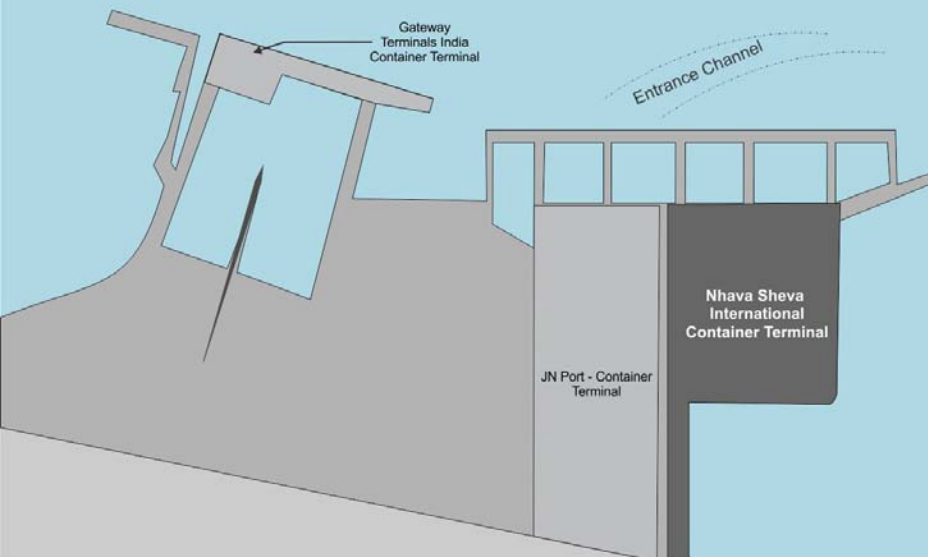 Gateway
Terminals India
Container Terminal
Entrance Channel
Nhava Sheva
International
Container Terminal
JN Port - Container
Terminal